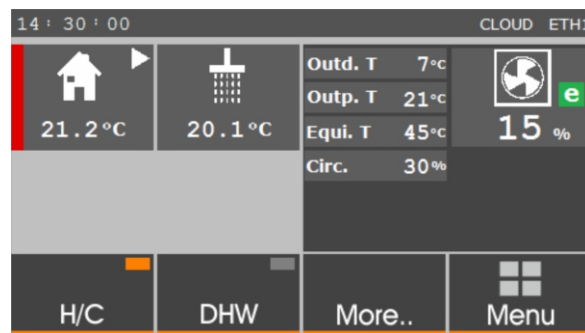 14 : 30 : 00 CLOUD ETH1
21.2°C
20.1°C
Outd. T 7°C
Outp. T 21°C
Equi. T 45°C
Circ. 30%
e
15 %
H/C
DHW
More..
Menu